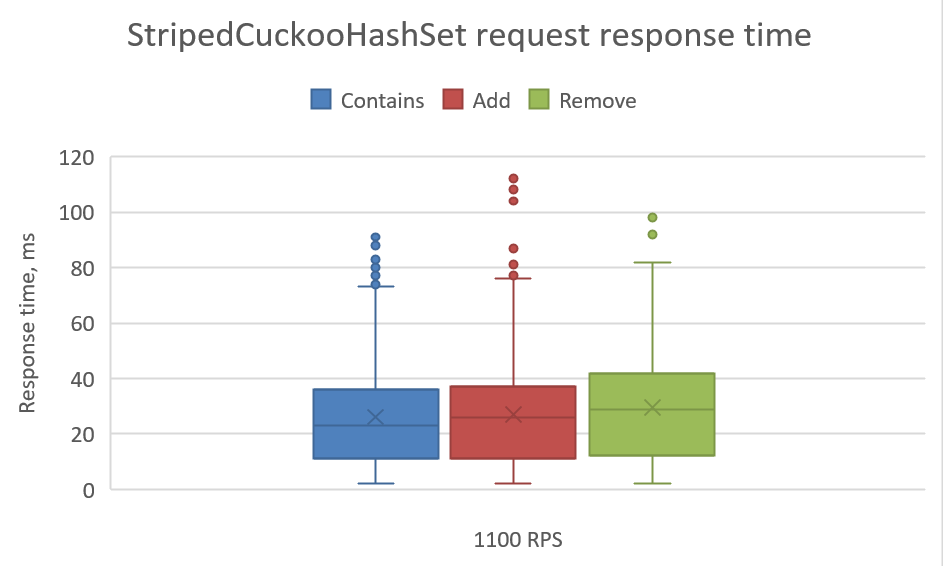 StripedCuckooHashSet request response time
Contains Add Remove
120
100
80
60
40
20
0
Response time, ms
1100 RPS